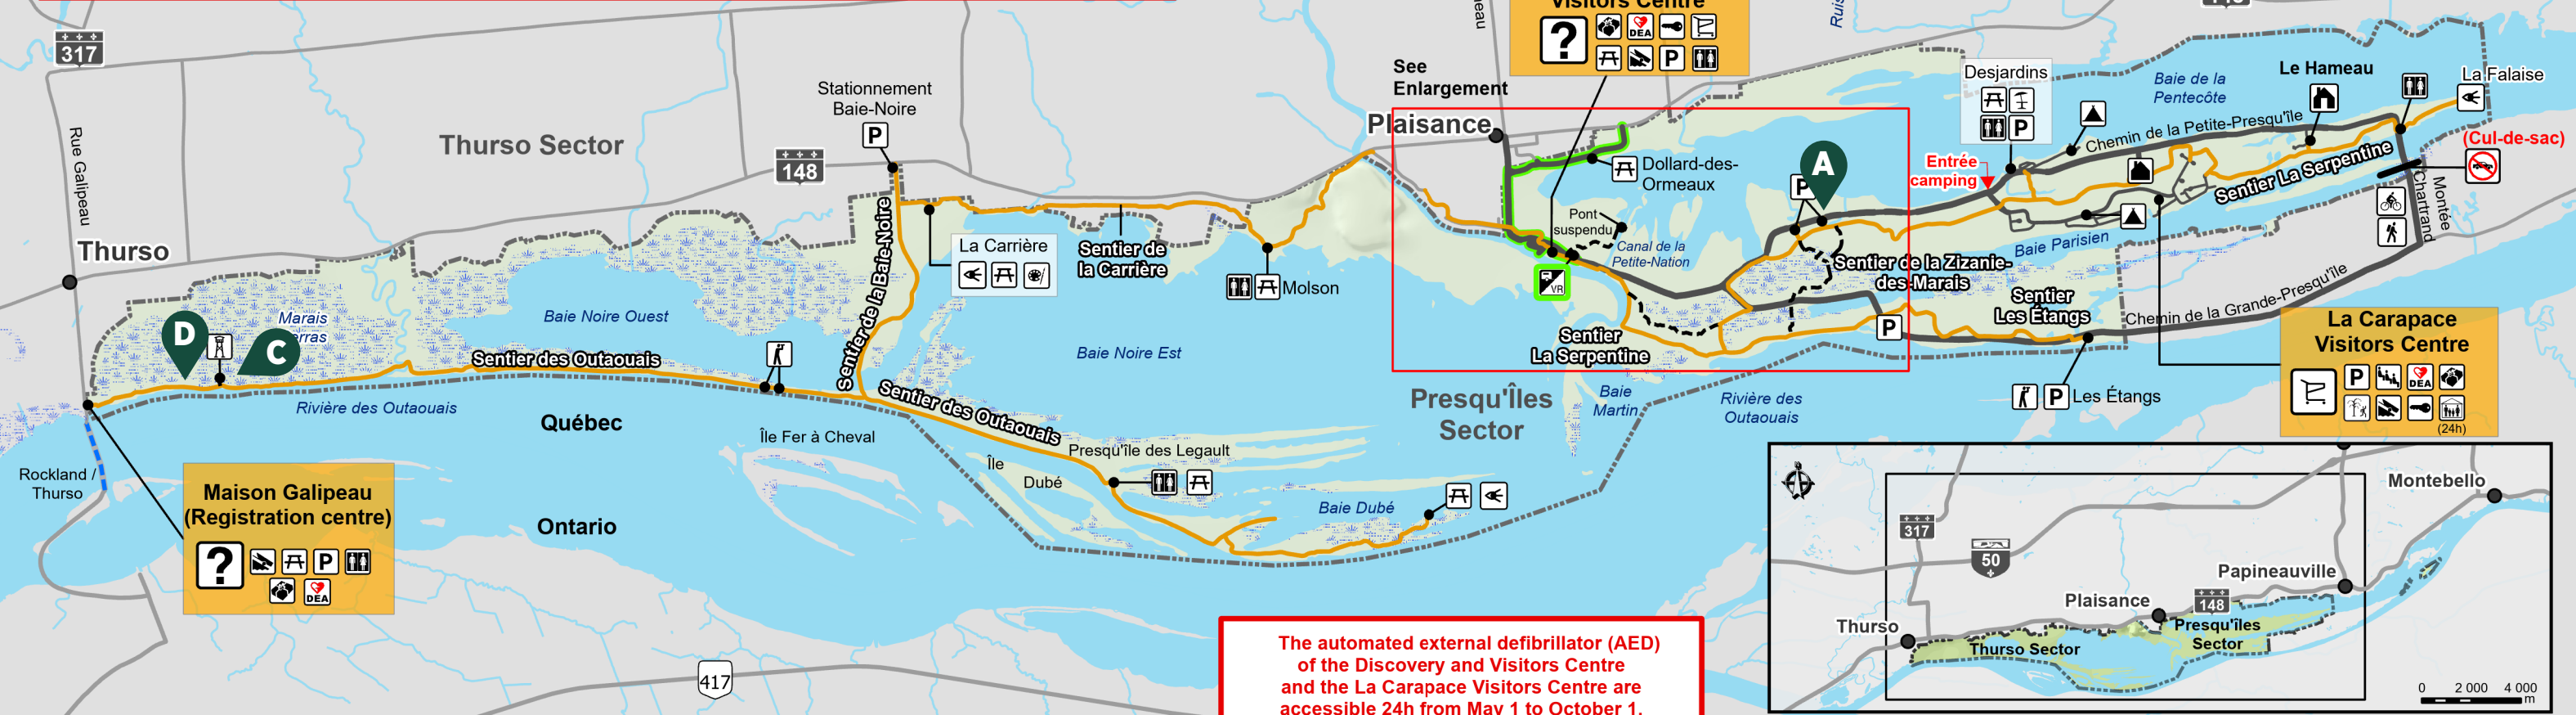 Visitors Centre
?
DEA
P
317
Rue Galipeau
Thurso Sector
Stationnement
Baie-Noire
P
148
See
Enlargement
Plaisance
Dollard-des-
Ormeaux
Pont
suspendu
Canal de la
Petite-Nation
VR
P
A
Entrée
camping
Desjardins
P
Baie de la
Pentecôte
Le Hameau
La Falaise
(Cul-de-sac)
Chemin de la Petite-Presqu'île
Sentier La Serpentine
Montée
Chartrand
Baie Parisien
Sentier de la Zizanie-
des-Marais
Sentier
Les Étangs
Chemin de la Grande-Presqu'île
Thurso
D
C
Marais
Baie Noire Ouest
Sentier de la Baie-Noire
La Carrière
Sentier de
la Carrière
Molson
Baie Noire Est
Sentier des Outaouais
Rivière des Outaouais
Québec
Sentier des Outaouais
Sentier
La Serpentine
P
Presqu'Îles
Sector
Baie
Martin
Rivière des
Outaouais
P
Les Étangs
La Carapace
Visitors Centre
P
DEA
(24h)
Rockland /
Thurso
Maison Galipeau
(Registration centre)
?
P
DEA
Île Fer à Cheval
Ontario
Île
Dubé
Presqu'île des Legault
Baie Dubé
417
The automated external defibrillator (AED)
of the Discovery and Visitors Centre
and the La Carapace Visitors Centre are
accessible 24h from May 1 to October 1.
317
50
Montebello
Papineauville
Plaisance
148
Thurso
Presqu'îles
Sector
Thurso Sector
0 2 000 4 000
m